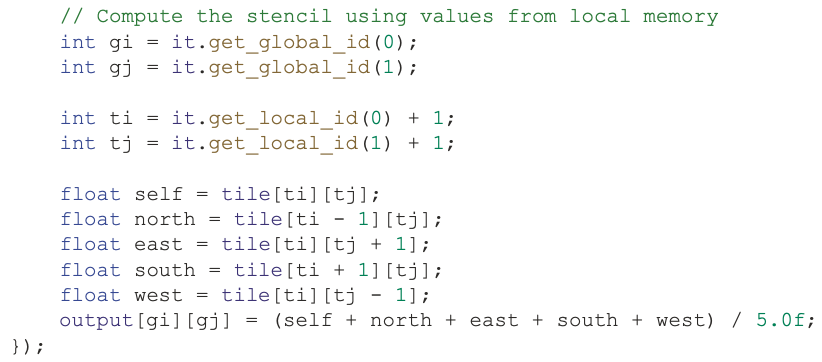 // Compute the stencil using values from local memory
    int gi = it.get_global_id(0);
    int gj = it.get_global_id(1);

    int ti = it.get_local_id(0) + 1;
    int tj = it.get_local_id(1) + 1;

    float self = tile[ti][tj];
    float north = tile[ti - 1][tj];
    float east = tile[ti][tj + 1];
    float south = tile[ti + 1][tj];
    float west = tile[ti][tj - 1];
    output[gi][gj] = (self + north + east + south + west) / 5.0f;
});